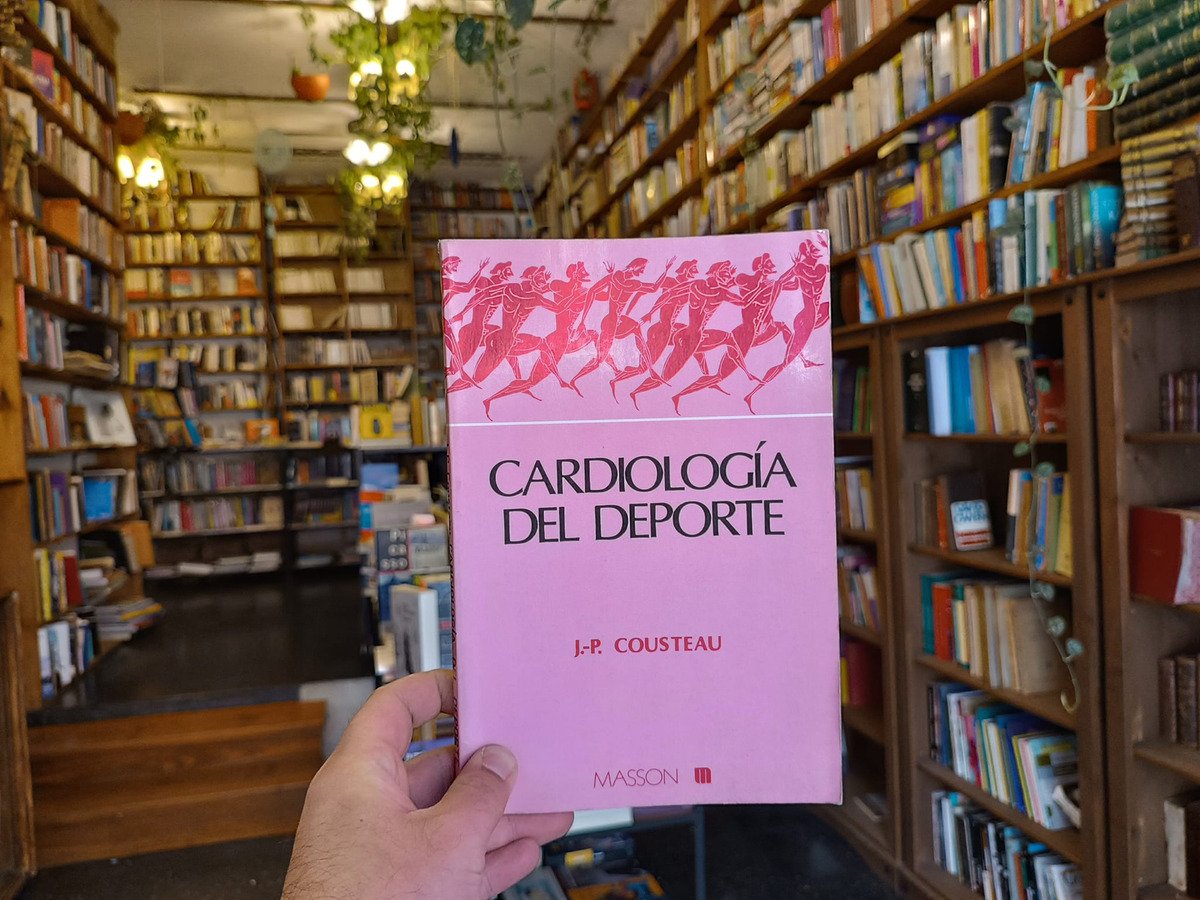 CARDIOLOGÍA
DEL DEPORTE
J.-P. COUSTEAU
MASSON